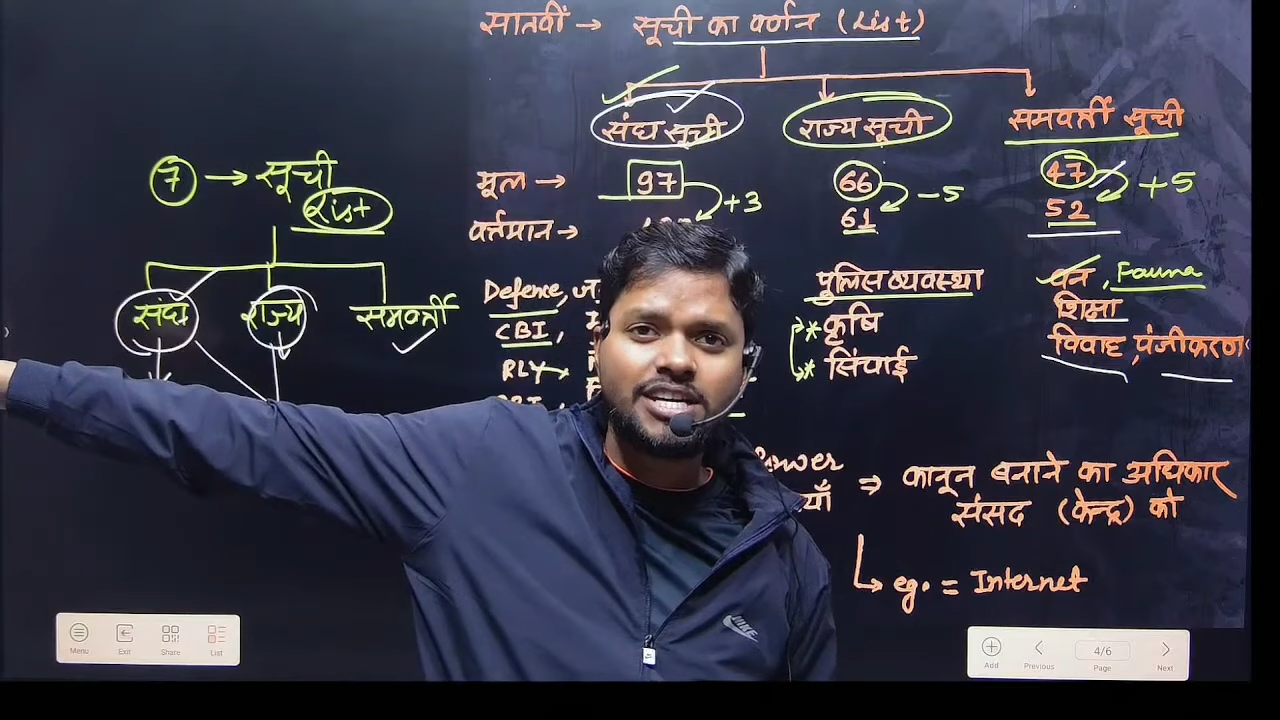 सातवीं → सूची का वर्णन (List)
संघ सूची राज्य सूची समवर्ती सूची
मूल → 97 +3 66 -5 47 +5
वर्तमान → 61 52
7 → सूची
List
संघ राज्य समवर्ती
Defence,
CBI,
RLY
पुलिस व्यवस्था
* कृषि
* सिंचाई
वन, Fauna
शिक्षा
विवाह, पंजीकरण
Power ⇒ कानून बनाने का अधिकार
संसद (केन्द्र) को
eg. = Internet
NIKE
Menu Exit Share List
Add Previous 4/6 Page Next